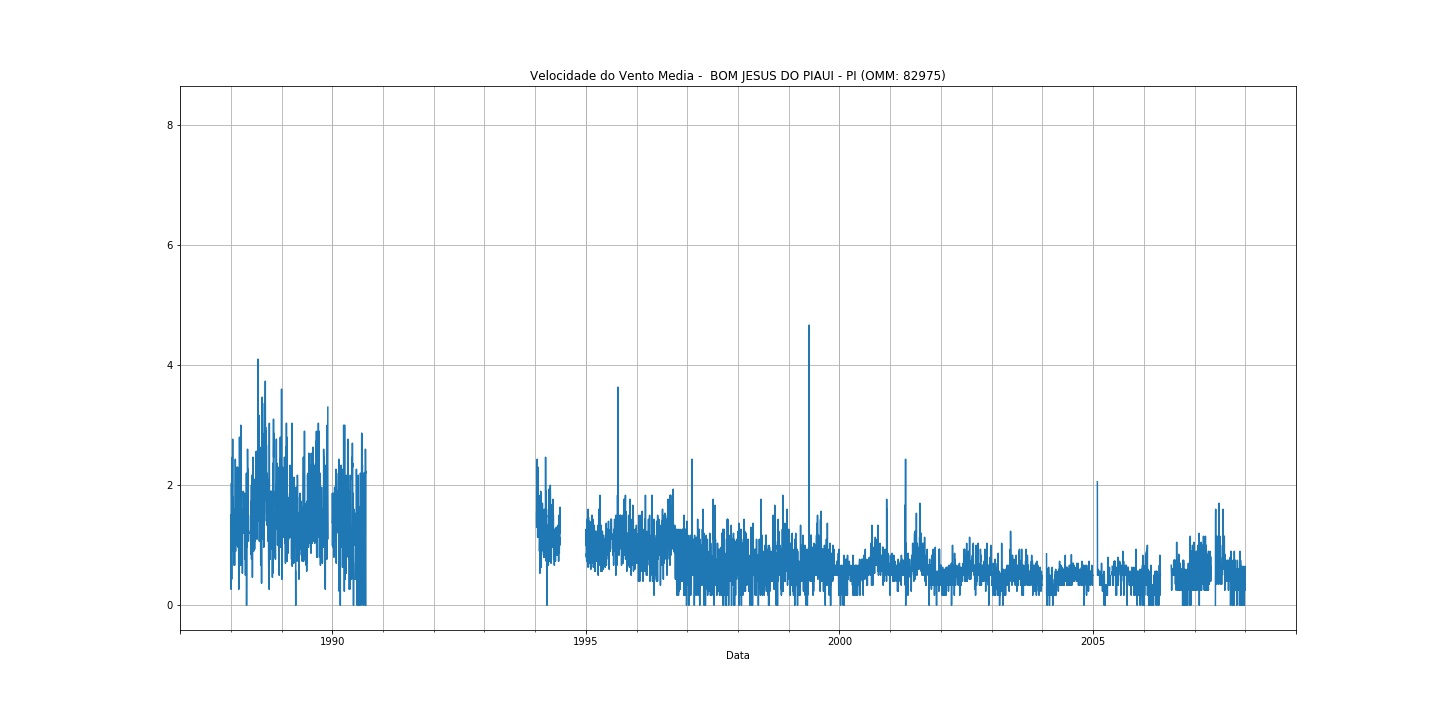 Velocidade do Vento Media -  BOM JESUS DO PIAUI - PI (OMM: 82975)
8
6
4
2
0
1990 1995 2000 2005
Data